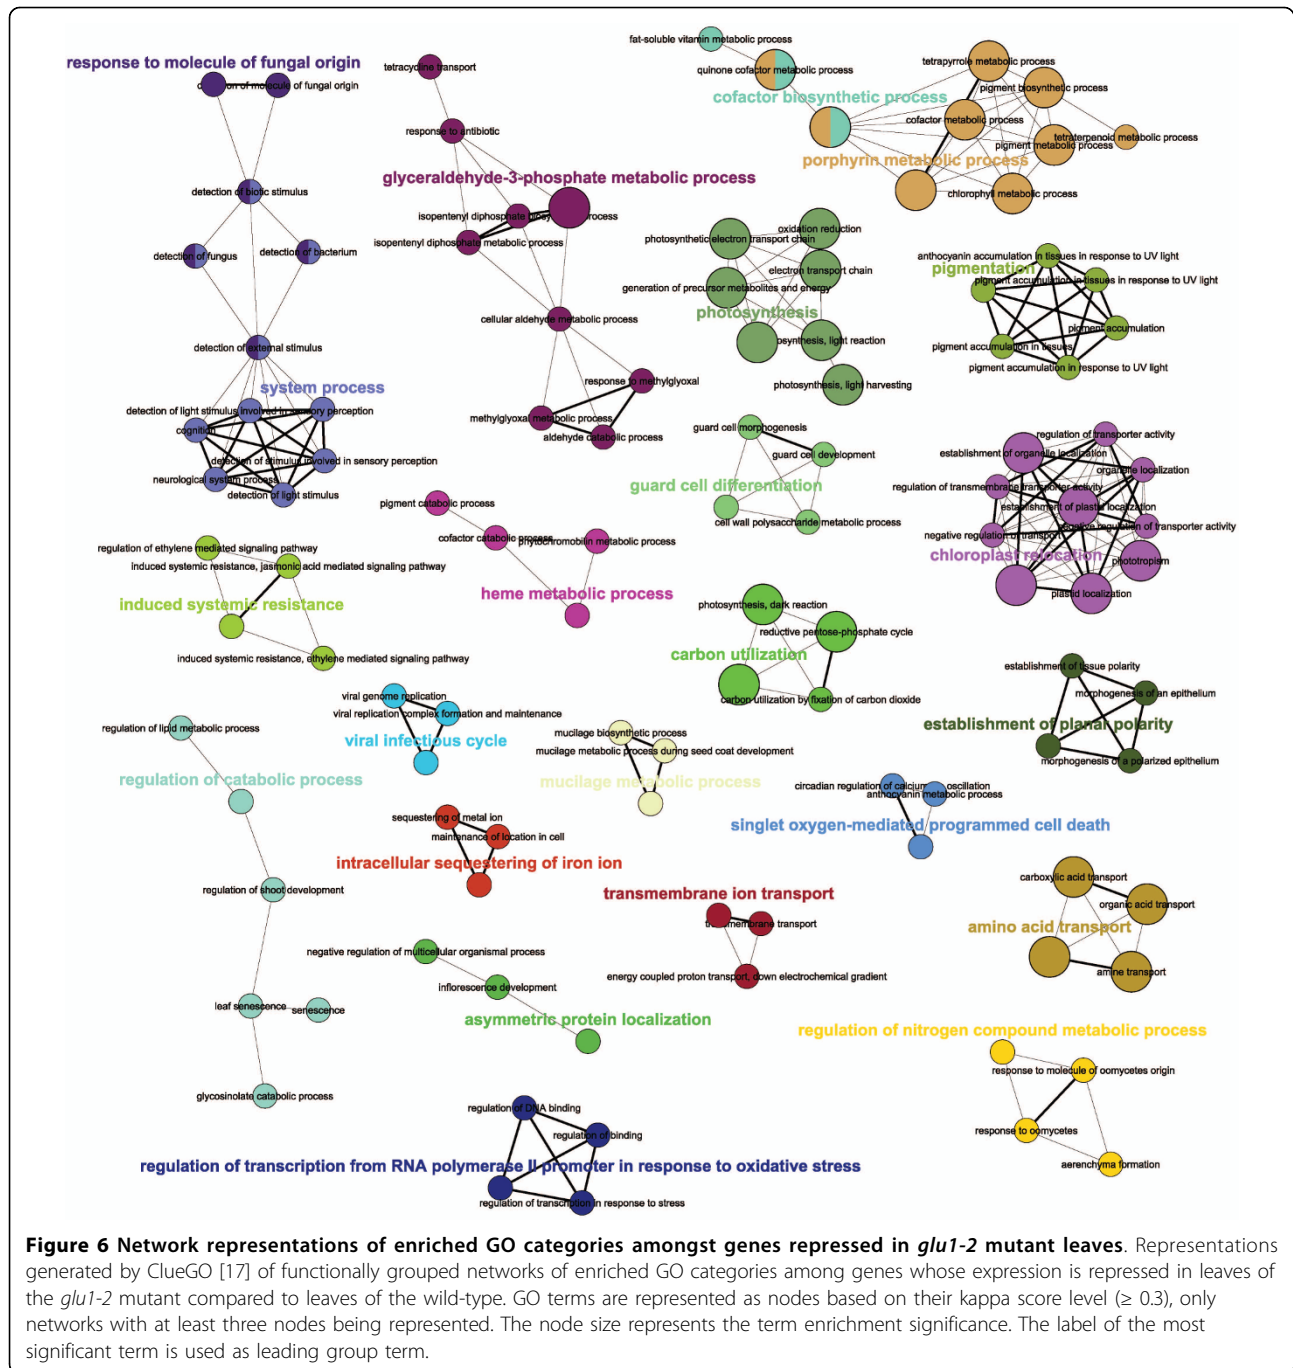 response to molecule of fungal origin
of molecule of fungal origin
detection of biotic stimulus
detection of fungus
detection of bacterium
detection of external stimulus
system process
detection of light stimulus involved in sensory perception
cognition
detection of stimulus involved in sensory perception
neurological system process
detection of light stimulus
tetracycline transport
response to antibiotic
glyceraldehyde-3-phosphate metabolic process
isopentenyl diphosphate process
isopentenyl diphosphate metabolic process
cellular aldehyde metabolic process
response to methylglyoxal
methylglyoxal metabolic process
aldehyde catabolic process
fat-soluble vitamin metabolic process
quinone cofactor metabolic process
cofactor biosynthetic process
tetrapyrrole metabolic process
pigment biosynthetic process
cofactor metabolic process
tetraterpenoid metabolic process
pigment metabolic process
porphyrin metabolic process
chlorophyll metabolic process
oxidation reduction
photosynthetic electron transport chain
electron transport chain
generation of precursor metabolites and energy
photosynthesis
light reaction
photosynthesis, light harvesting
anthocyanin accumulation in tissues in response to UV light
pigmentation
pigment accumulation in tissues in response to UV light
pigment accumulation
pigment accumulation in tissues
pigment accumulation in response to UV light
guard cell morphogenesis
guard cell development
guard cell differentiation
cell wall polysaccharide metabolic process
regulation of transporter activity
establishment of organelle localization
organelle localization
regulation of transmembrane transporter activity
establishment of plastid localization
negative regulation of transporter activity
negative regulation of transport
chloroplast relocation
phototropism
plastid localization
pigment catabolic process
cofactor catabolic process
phytochromobilin metabolic process
heme metabolic process
regulation of ethylene mediated signaling pathway
induced systemic resistance, jasmonic acid mediated signaling pathway
induced systemic resistance
induced systemic resistance, ethylene mediated signaling pathway
photosynthesis, dark reaction
reductive pentose-phosphate cycle
carbon utilization
carbon utilization by fixation of carbon dioxide
establishment of tissue polarity
morphogenesis of an epithelium
establishment of planar polarity
morphogenesis of a polarized epithelium
viral genome replication
viral replication complex formation and maintenance
viral infectious cycle
mucilage biosynthetic process
mucilage metabolic process during seed coat development
mucilage metabolic process
regulation of lipid metabolic process
regulation of catabolic process
regulation of shoot development
leaf senescence
senescence
glycosinolate catabolic process
circadian regulation of calcium oscillation
anthocyanin metabolic process
singlet oxygen-mediated programmed cell death
sequestering of metal ion
maintenance of location in cell
intracellular sequestering of iron ion
transmembrane ion transport
transmembrane transport
energy coupled proton transport, down electrochemical gradient
carboxylic acid transport
organic acid transport
amino acid transport
amine transport
negative regulation of multicellular organismal process
inflorescence development
asymmetric protein localization
regulation of nitrogen compound metabolic process
response to molecule of oomycetes origin
response to oomycetes
aerenchyma formation
regulation of DNA binding
regulation of binding
regulation of transcription from RNA polymerase II promoter in response to oxidative stress
regulation of transcription in response to stress
Figure 6 Network representations of enriched GO categories amongst genes repressed in glu1-2 mutant leaves. Representations
generated by ClueGO [17] of functionally grouped networks of enriched GO categories among genes whose expression is repressed in leaves of
the glu1-2 mutant compared to leaves of the wild-type. GO terms are represented as nodes based on their kappa score level (≥ 0.3), only
networks with at least three nodes being represented. The node size represents the term enrichment significance. The label of the most
significant term is used as leading group term.